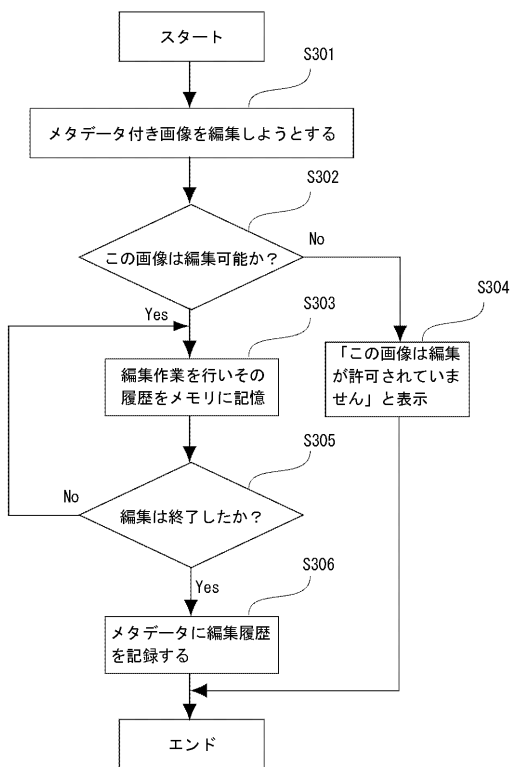 スタート
S301
メタデータ付き画像を編集しようとする
S302
この画像は編集可能か？
No
Yes
S303
S304
編集作業を行いその
履歴をメモリに記憶
「この画像は編集
が許可されていま
せん」と表示
S305
No
編集は終了したか？
Yes
S306
メタデータに編集履歴
を記録する
エンド